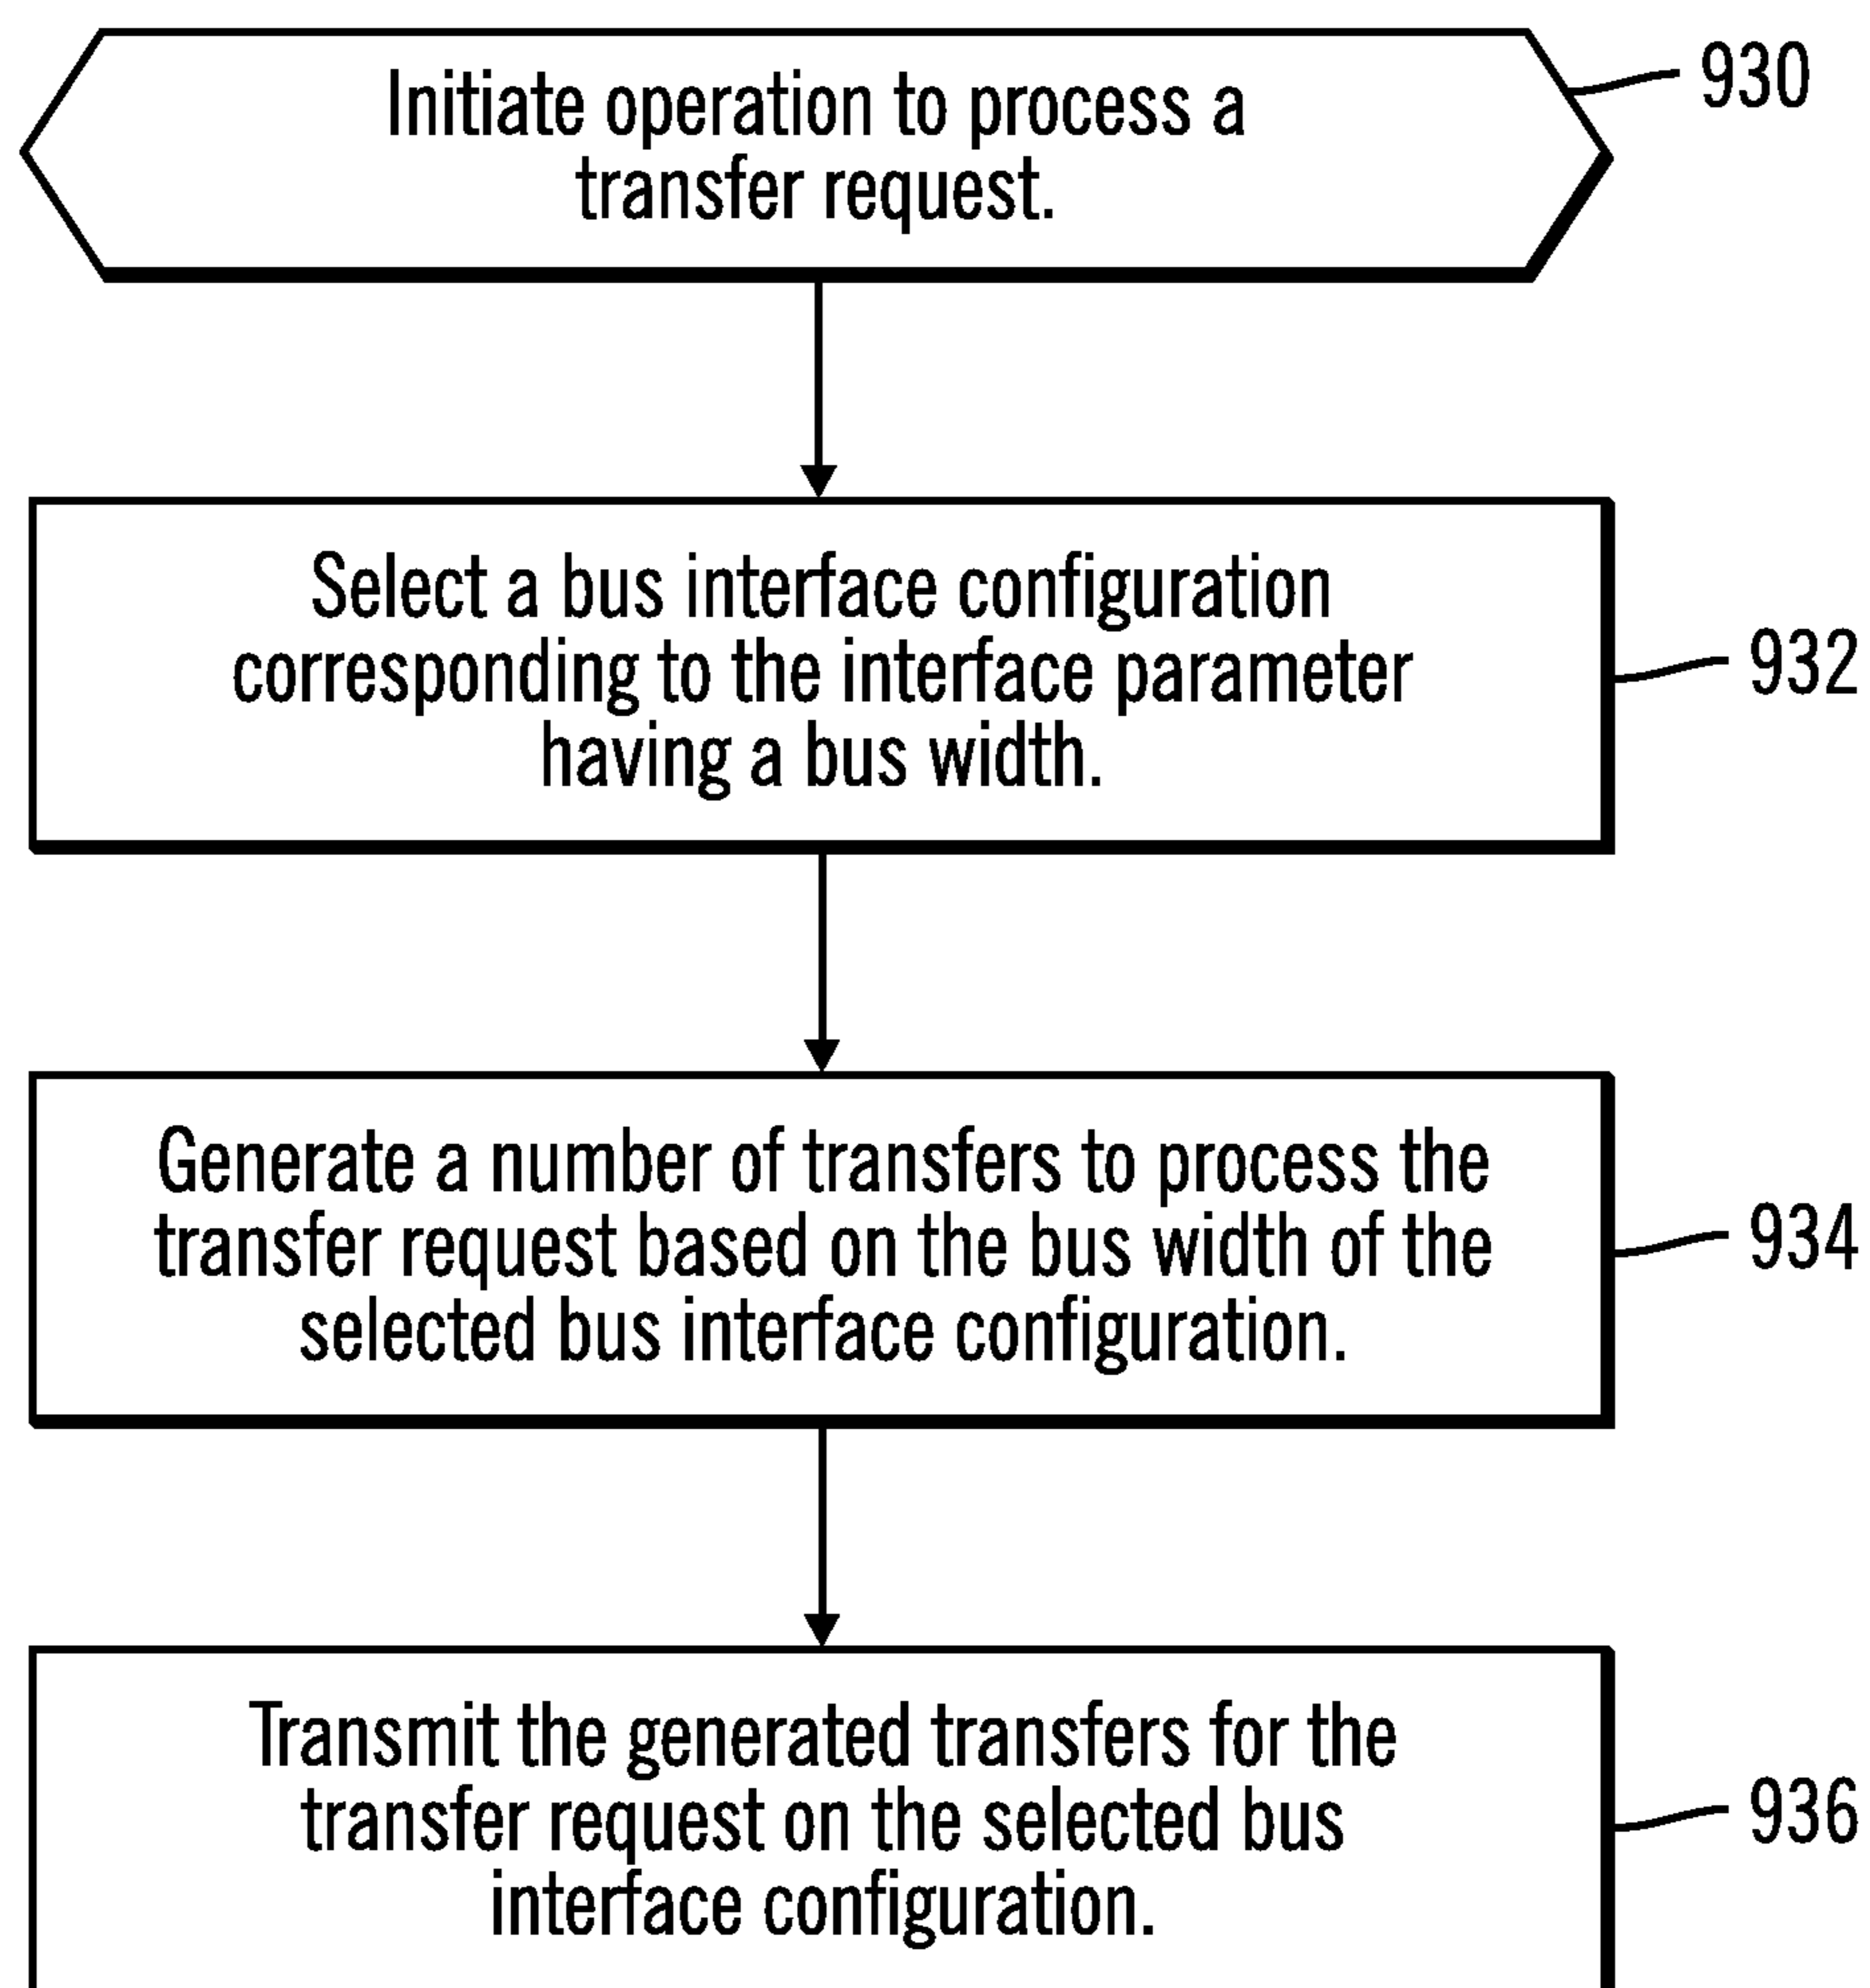 Initiate operation to process a
transfer request.
930
Select a bus interface configuration
corresponding to the interface parameter
having a bus width.
932
Generate a number of transfers to process the
transfer request based on the bus width of the
selected bus interface configuration.
934
Transmit the generated transfers for the
transfer request on the selected bus
interface configuration.
936